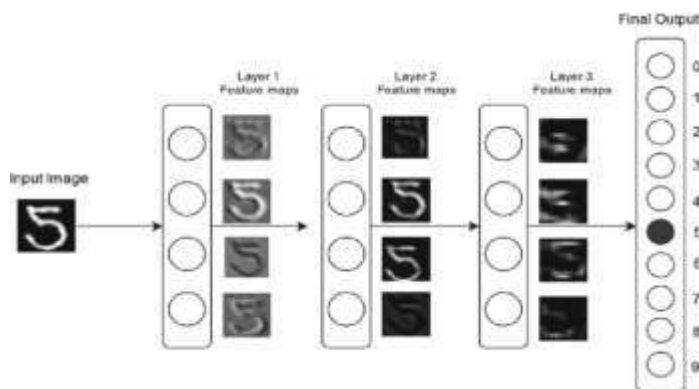 Final Output
Layer 1
Feature maps
Layer 2
Feature maps
Layer 3
Feature maps
Input Image
5
0
1
2
3
4
5
6
7
8
9